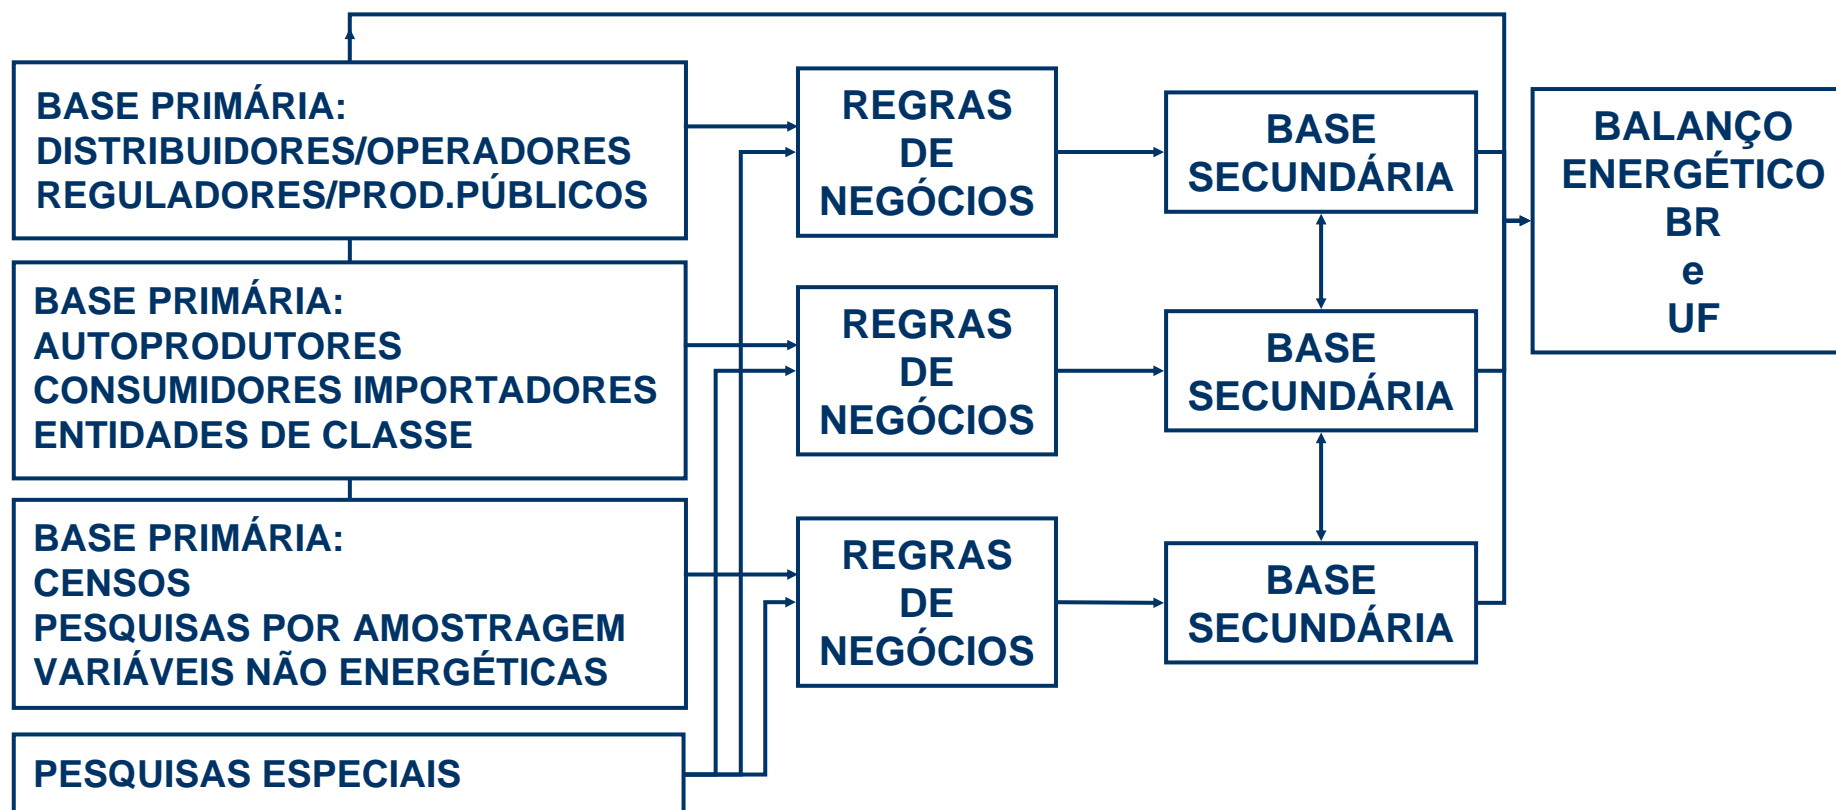 BASE PRIMÁRIA:
DISTRIBUIDORES/OPERADORES
REGULADORES/PROD.PÚBLICOS
REGRAS
DE
NEGÓCIOS
BASE
SECUNDÁRIA
BALANÇO
ENERGÉTICO
BR
e
UF
BASE PRIMÁRIA:
AUTOPRODUTORES
CONSUMIDORES IMPORTADORES
ENTIDADES DE CLASSE
REGRAS
DE
NEGÓCIOS
BASE
SECUNDÁRIA
BASE PRIMÁRIA:
CENSOS
PESQUISAS POR AMOSTRAGEM
VARIÁVEIS NÃO ENERGÉTICAS
REGRAS
DE
NEGÓCIOS
BASE
SECUNDÁRIA
PESQUISAS ESPECIAIS